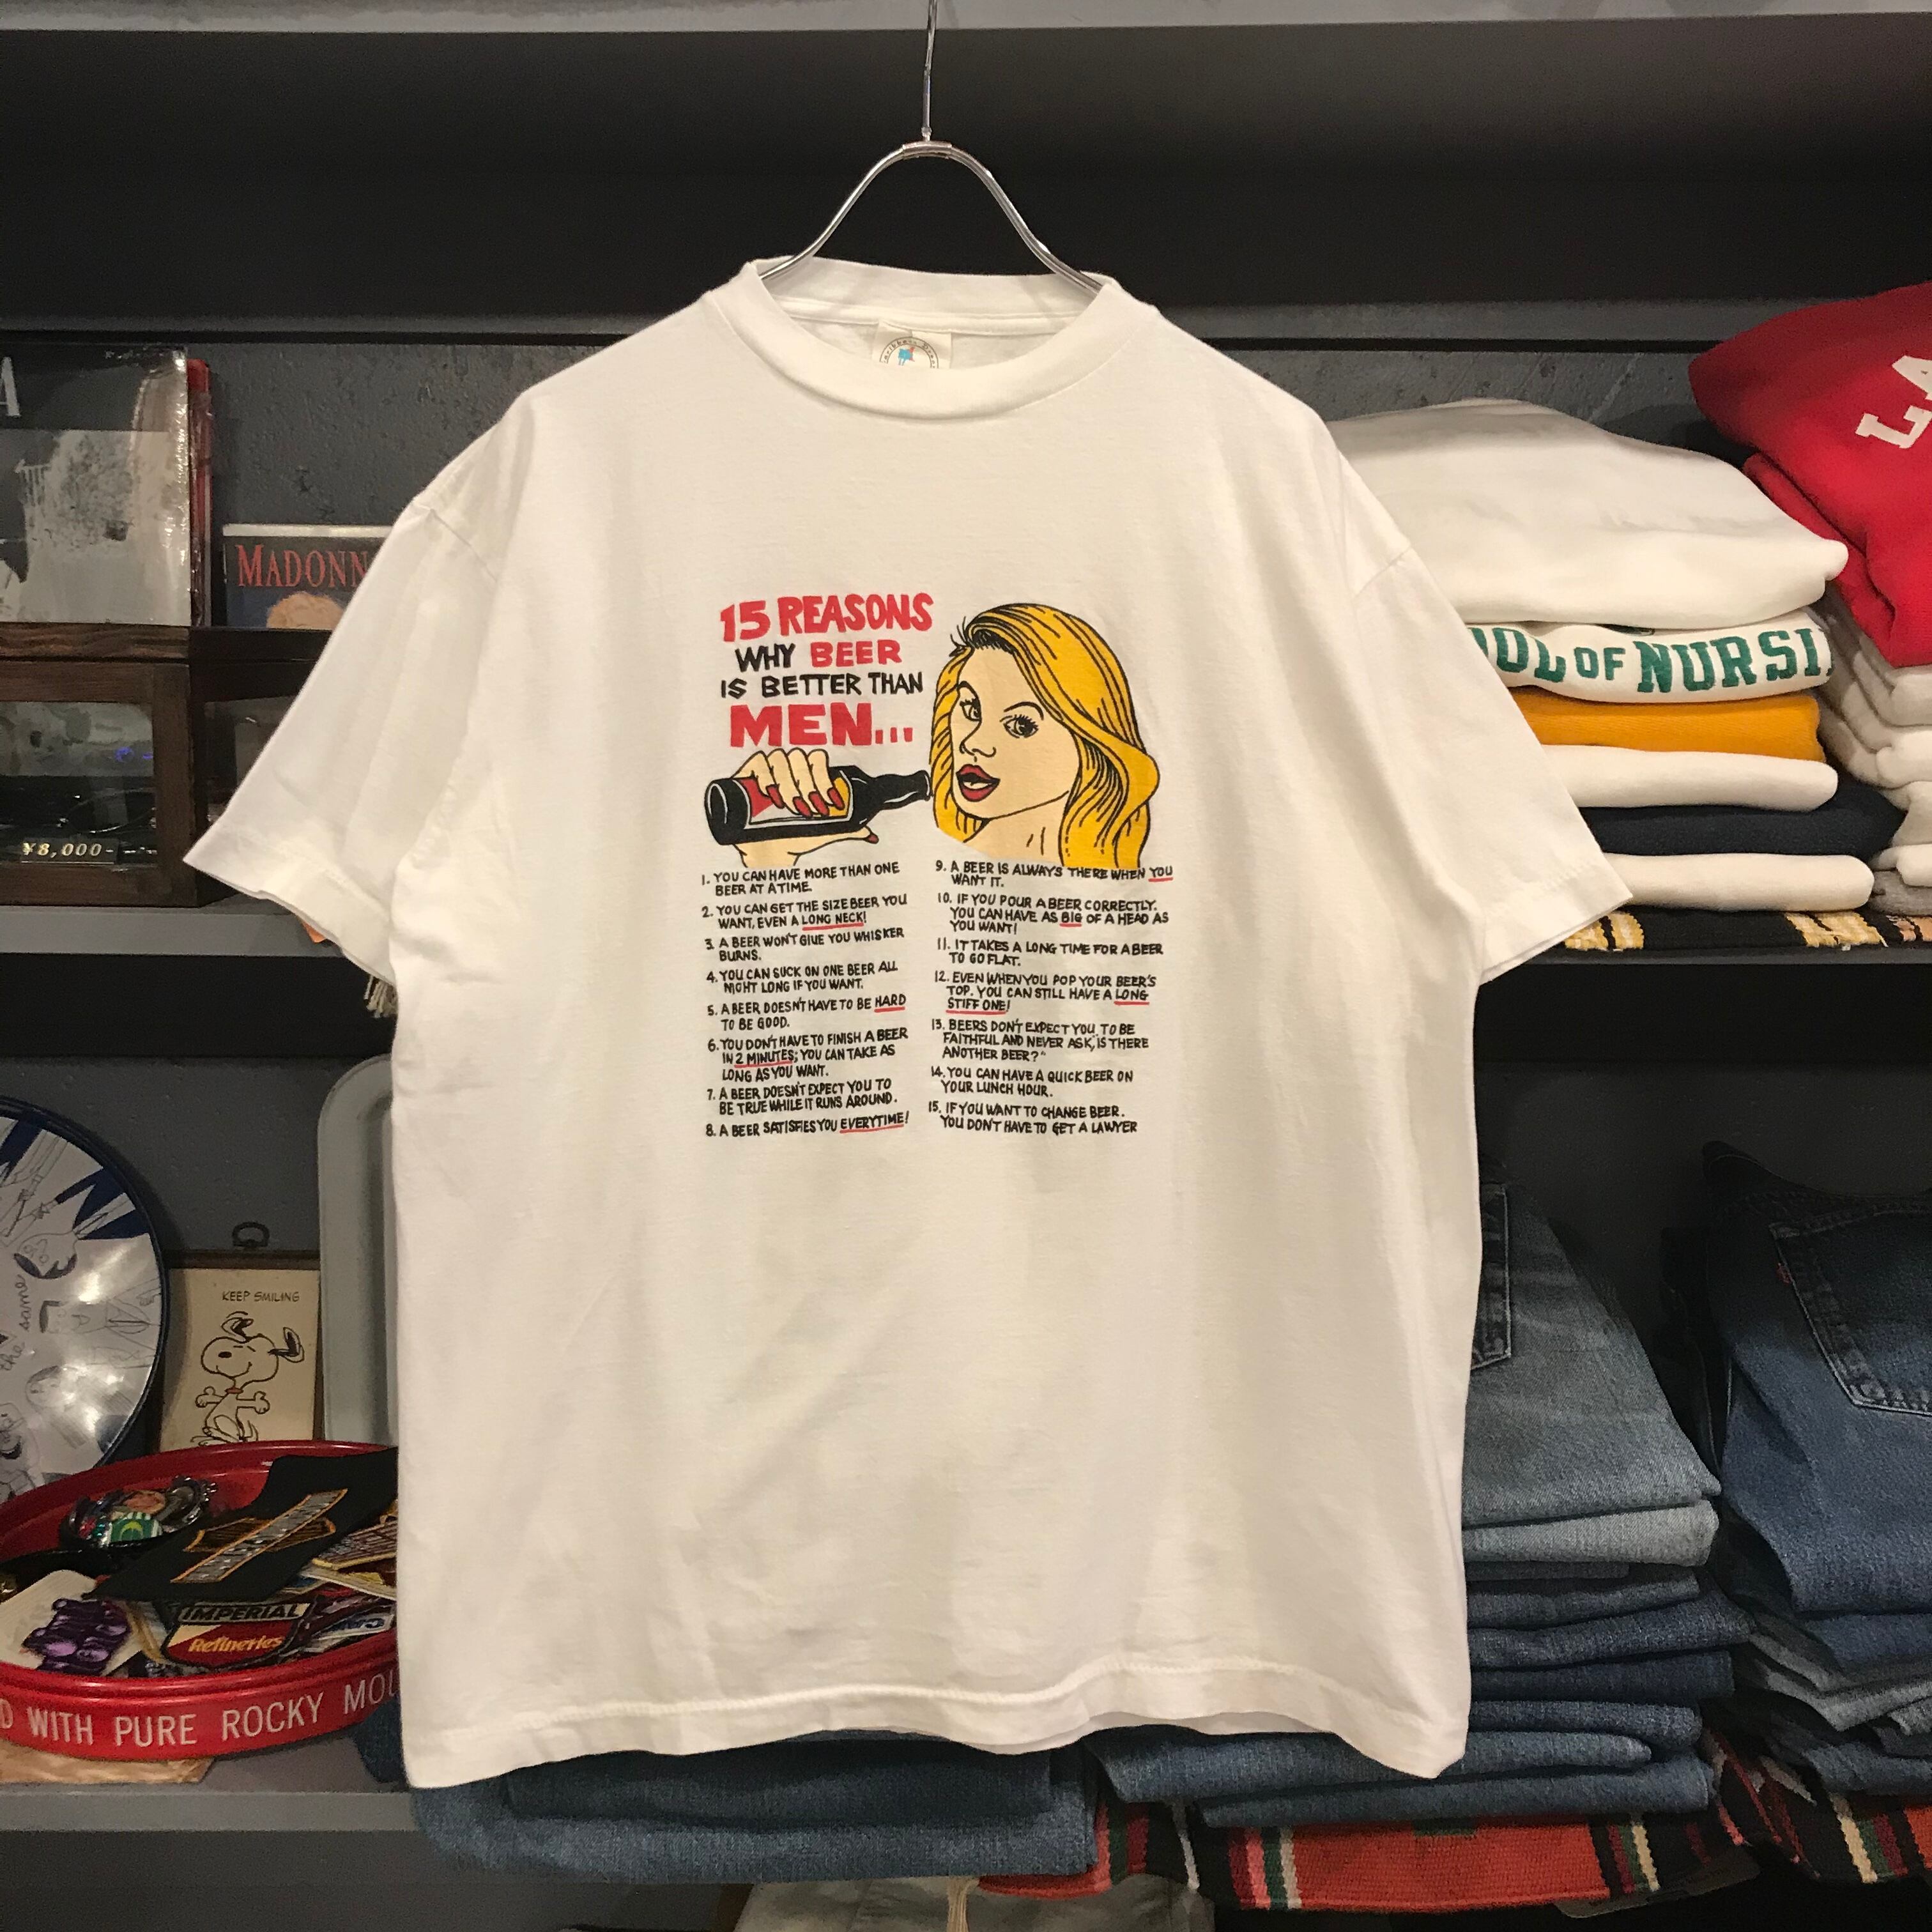 15 REASONS
WHY BEER
IS BETTER THAN
MEN...
1. YOU CAN HAVE MORE THAN ONE
BEER AT A TIME.
2. YOU CAN GET THE SIZE BEER YOU
WANT, EVEN A LONG NECK!
3. A BEER WON'T GIVE YOU WHISKER
BURNS.
4. YOU CAN SUCK ON ONE BEER ALL
NIGHT LONG IF YOU WANT.
5. A BEER DOESN'T HAVE TO BE HARD
TO BE GOOD.
6. YOU DON'T HAVE TO FINISH A BEER
IN 2 MINUTES; YOU CAN TAKE AS
LONG AS YOU WANT.
7. A BEER DOESN'T EXPECT YOU TO
BE TRUE WHILE IT RUNS AROUND.
8. A BEER SATISFIES YOU EVERYTIME!
9. A BEER IS ALWAYS THERE WHEN YOU
WANT IT.
10. IF YOU POUR A BEER CORRECTLY.
YOU CAN HAVE AS BIG OF A HEAD AS
YOU WANT!
11. IT TAKES A LONG TIME FOR A BEER
TO GO FLAT.
12. EVEN WHEN YOU POP YOUR BEER'S
TOP. YOU CAN STILL HAVE A LONG
STIFF ONE!
13. BEERS DON'T EXPECT YOU TO BE
FAITHFUL AND NEVER ASK, "IS THERE
ANOTHER BEER?"
14. YOU CAN HAVE A QUICK BEER ON
YOUR LUNCH HOUR.
15. IF YOU WANT TO CHANGE BEER.
YOU DON'T HAVE TO GET A LAWYER
A
MADONN
¥8,000-
LA
OOL OF NURSI
the same
KEEP SMILING
IMPERIAL
Refineries
D WITH PURE ROCKY MOU